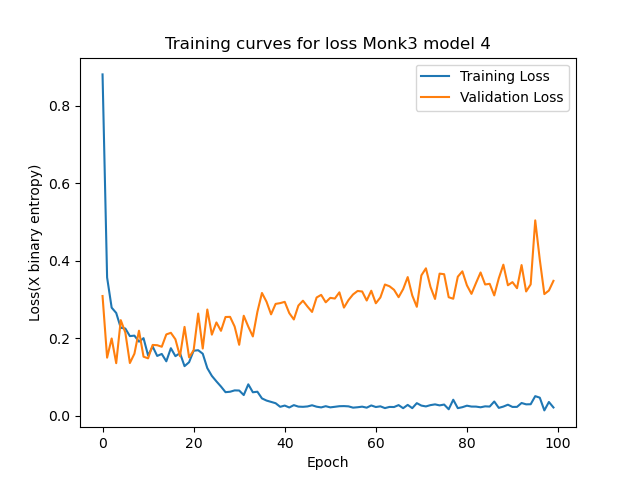 Training curves for loss Monk3 model 4
Training Loss
Validation Loss
Loss(X binary entropy)
0.8
0.6
0.4
0.2
0.0
0 20 40 60 80 100
Epoch